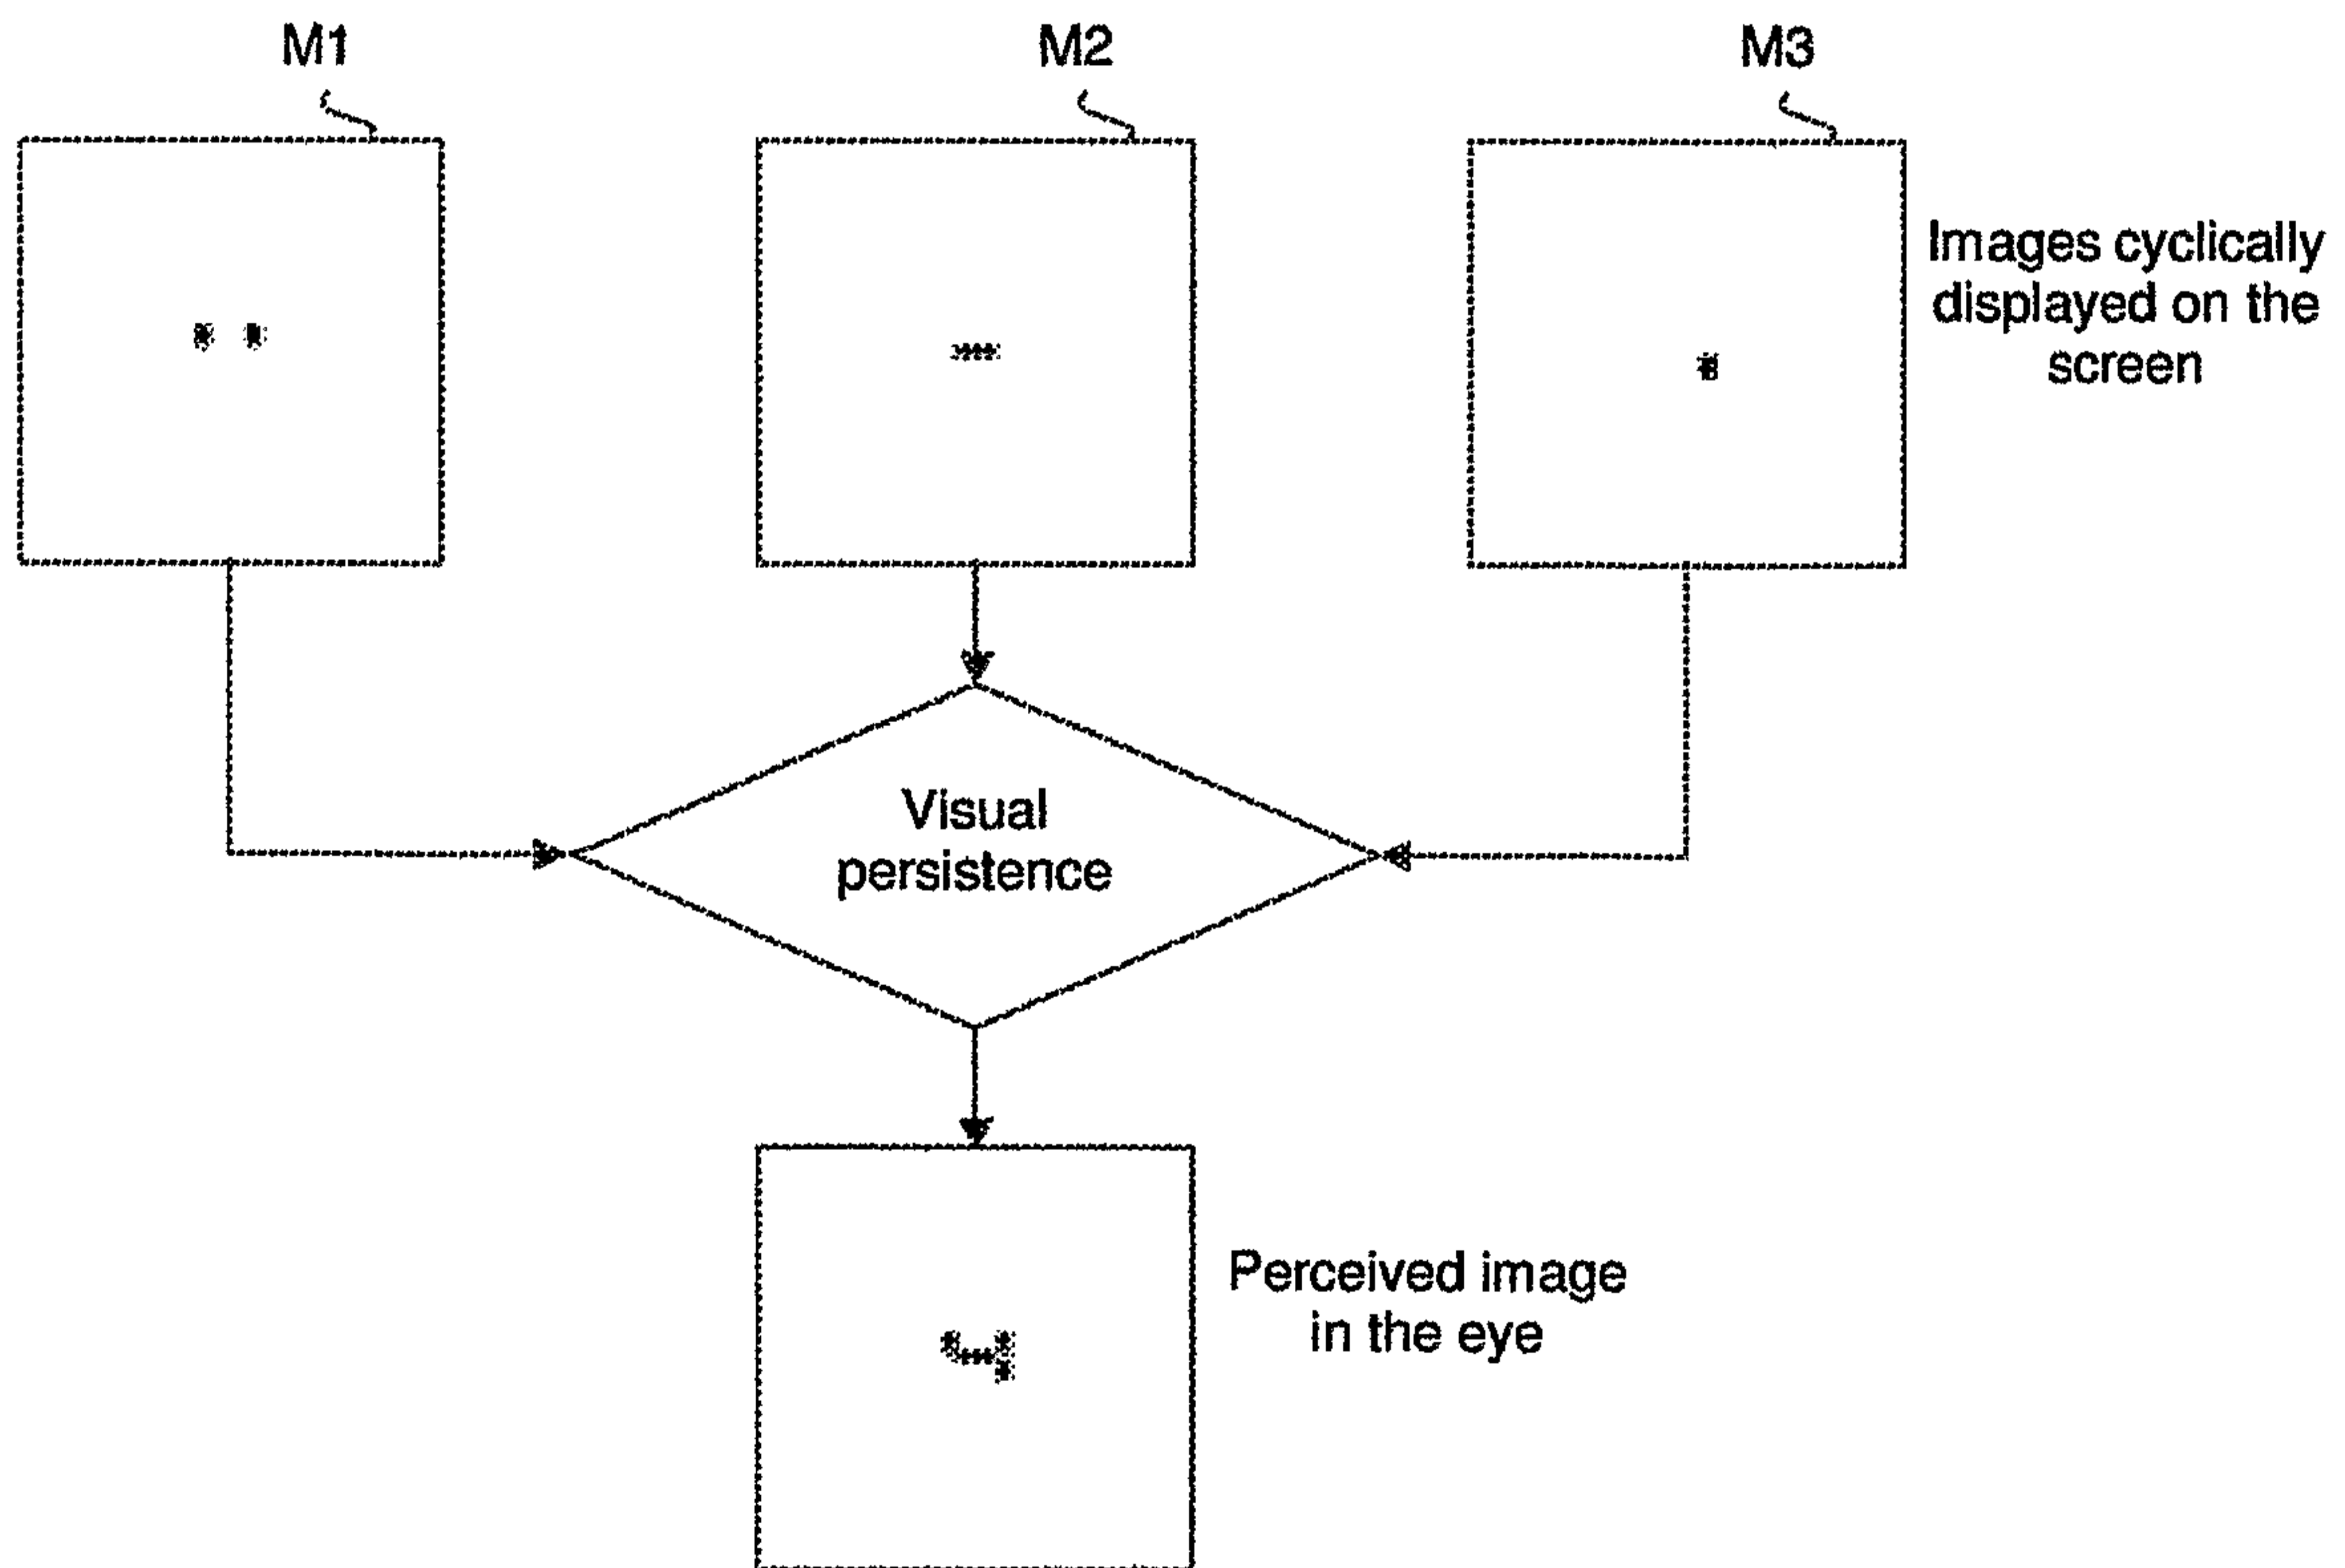 M1
M2
M3
Images cyclically
displayed on the
screen
Visual
persistence
Perceived image
in the eye